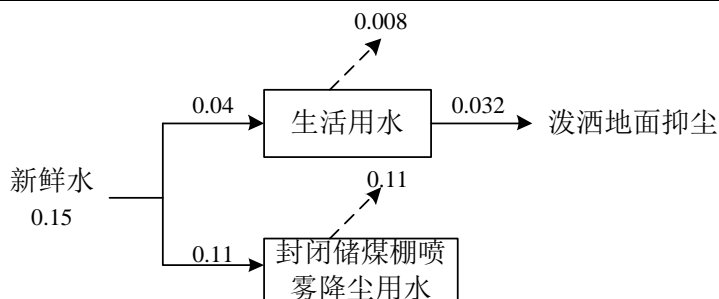 0.008
0.04
生活用水
0.032
泼洒地面抑尘
新鲜水
0.15
0.11
0.11
封闭储煤棚喷
雾降尘用水